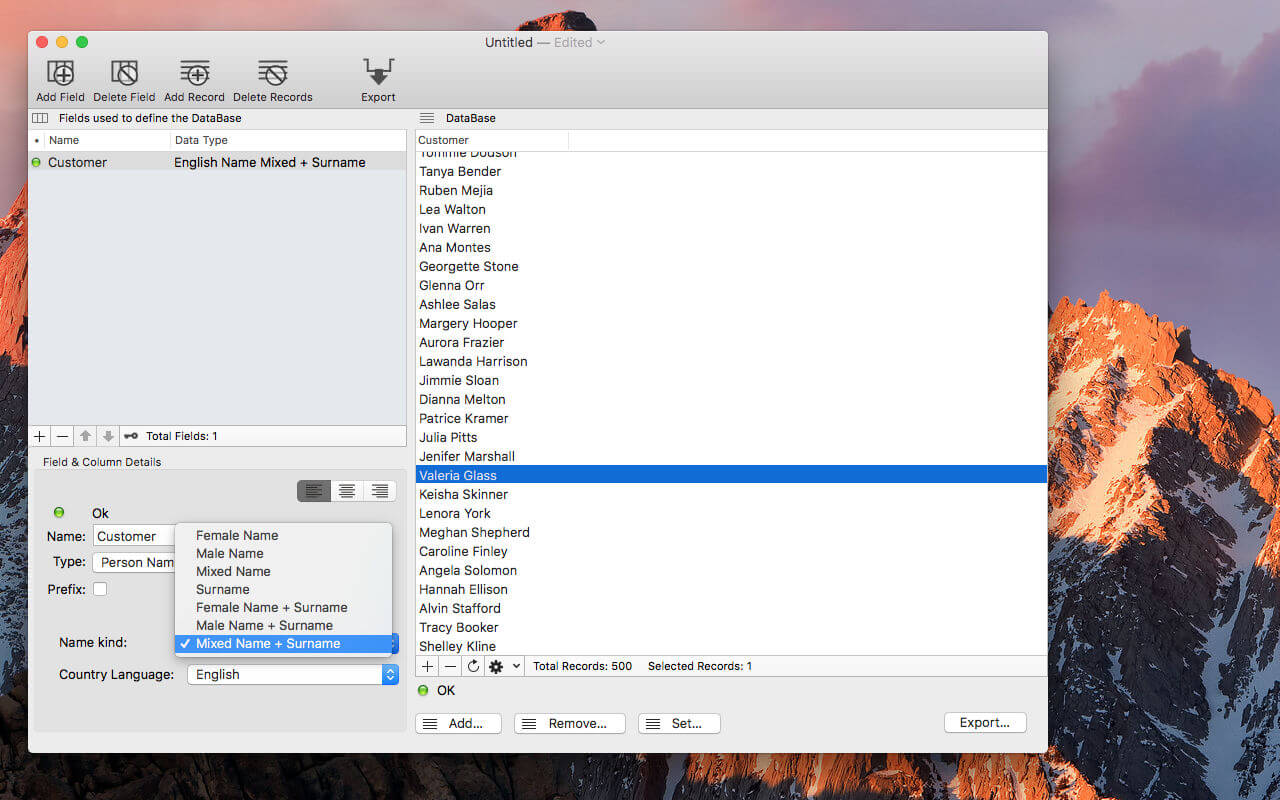 Untitled — Edited
Add Field Delete Field Add Record Delete Records Export
Fields used to define the DataBase
Name Data Type
Customer English Name Mixed + Surname
Total Fields: 1
Field & Column Details
Ok
Name: Customer
Type: Person Nam
Prefix:
Name kind:
Female Name
Male Name
Mixed Name
Surname
Female Name + Surname
Male Name + Surname
✓ Mixed Name + Surname
Country Language: English
DataBase
Customer
Tommie Dodson
Tanya Bender
Ruben Mejia
Lea Walton
Ivan Warren
Ana Montes
Georgette Stone
Glenna Orr
Ashlee Salas
Margery Hooper
Aurora Frazier
Lawanda Harrison
Jimmie Sloan
Dianna Melton
Patrice Kramer
Julia Pitts
Jenifer Marshall
Valeria Glass
Keisha Skinner
Lenora York
Meghan Shepherd
Caroline Finley
Angela Solomon
Hannah Ellison
Alvin Stafford
Tracy Booker
Shelley Kline
Total Records: 500 Selected Records: 1
OK
Add... Remove... Set... Export...